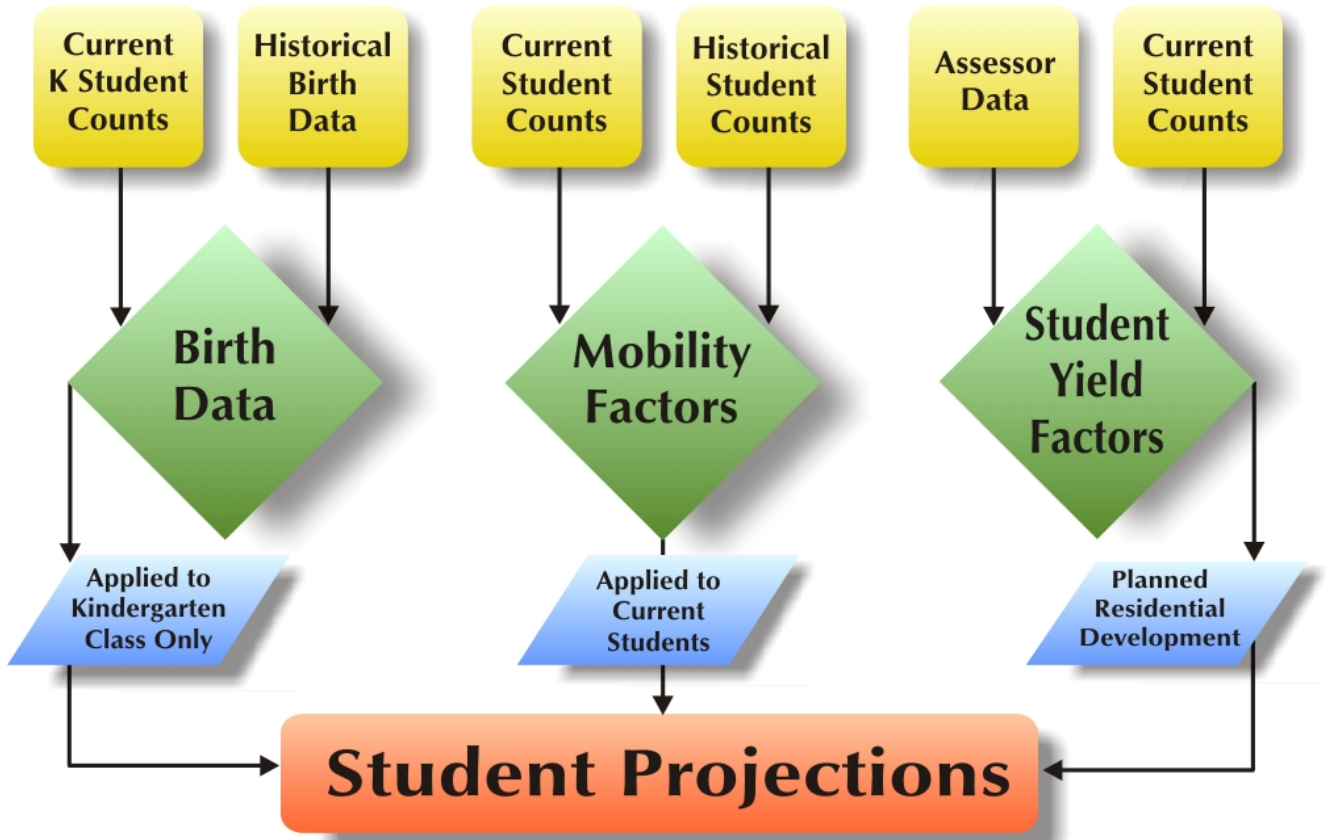 Current
K Student
Counts
Historical
Birth
Data
Current
Student
Counts
Historical
Student
Counts
Assessor
Data
Current
Student
Counts
Birth
Data
Mobility
Factors
Student
Yield
Factors
Applied to
Kindergarten
Class Only
Applied to
Current
Students
Planned
Residential
Development
Student Projections